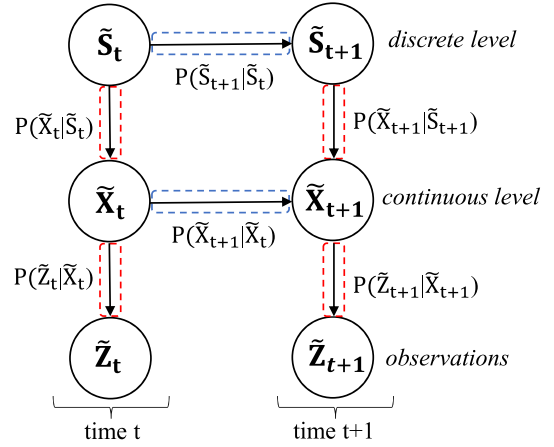 S̃ₜ S̃ₜ₊₁ discrete level
P(S̃ₜ₊₁|S̃ₜ)
P(X̃ₜ|S̃ₜ) P(X̃ₜ₊₁|S̃ₜ₊₁)
X̃ₜ X̃ₜ₊₁ continuous level
P(X̃ₜ₊₁|X̃ₜ)
P(Z̃ₜ|X̃ₜ) P(Z̃ₜ₊₁|X̃ₜ₊₁)
Z̃ₜ Z̃ₜ₊₁ observations
time t time t+1